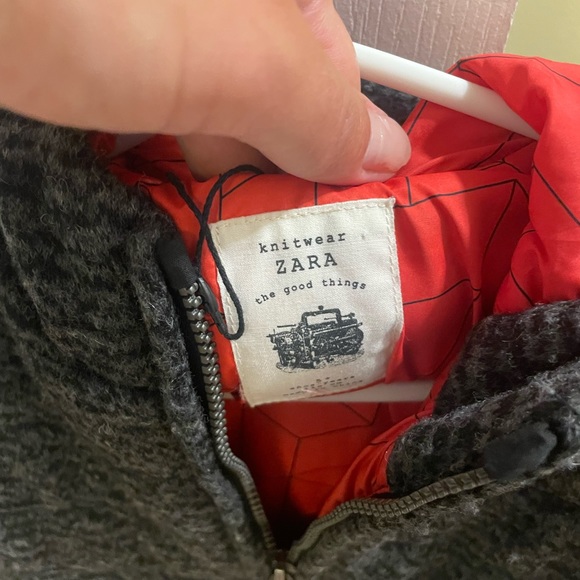 knitwear
ZARA
the good things